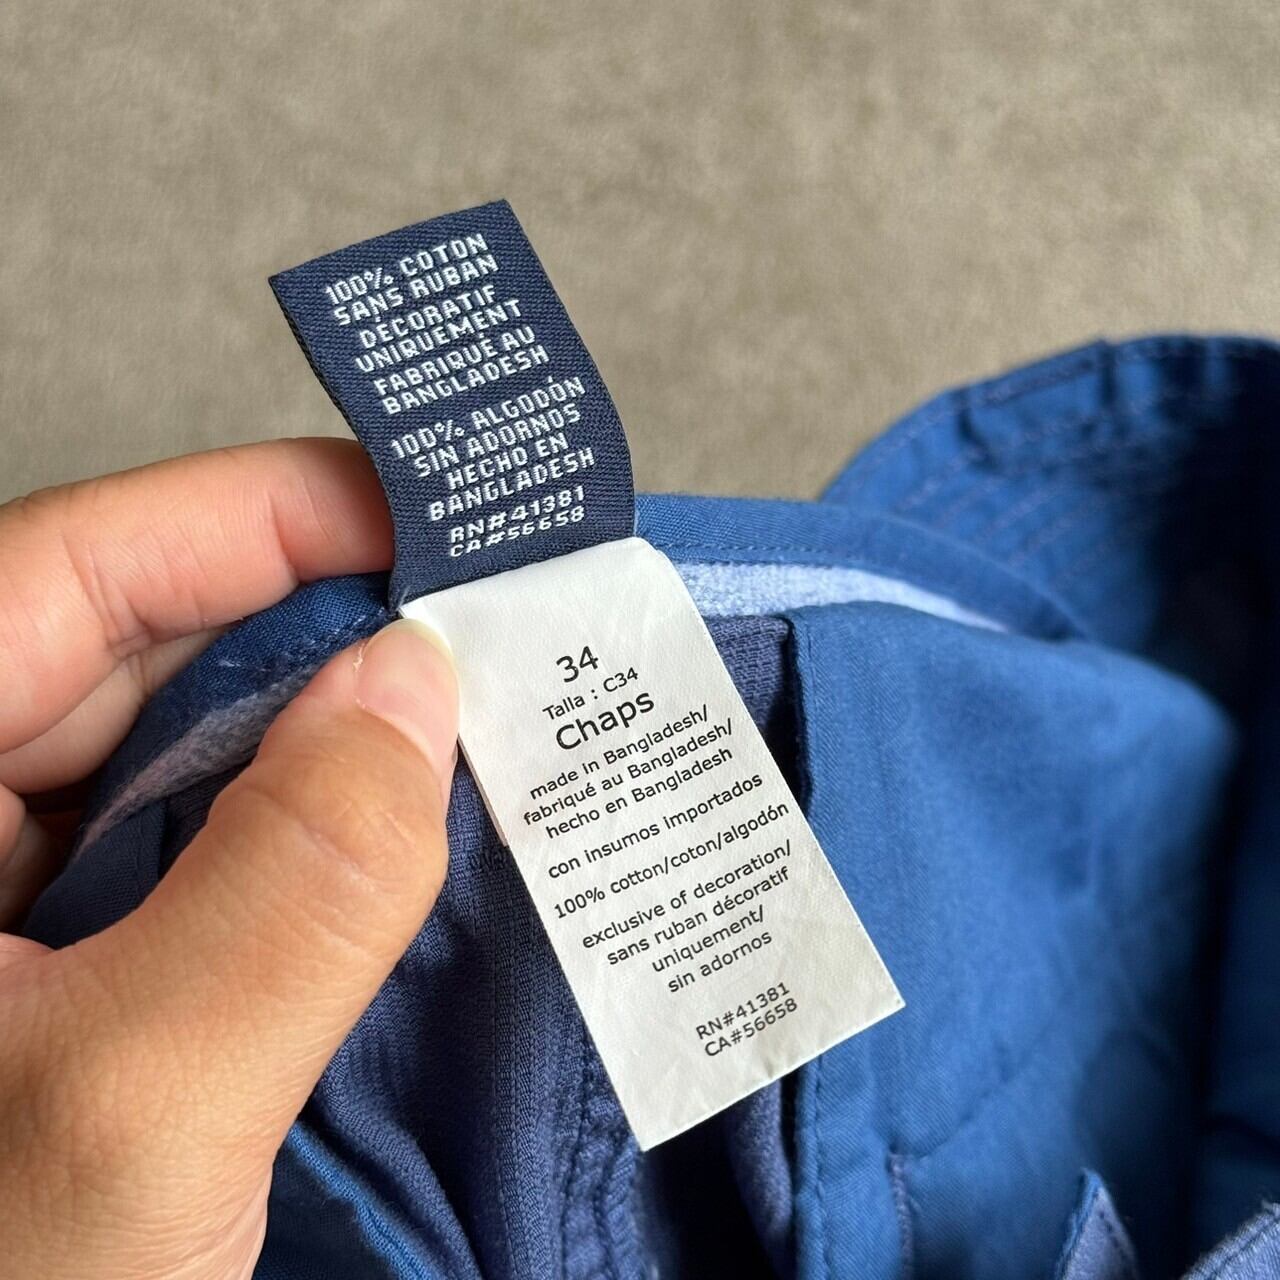 100% COTON
SANS RUBAN
DÉCORATIF
UNIQUEMENT
FABRIQUÉ AU
BANGLADESH
100% ALGODÓN
SIN ADORNOS
HECHO EN
BANGLADESH
RN#41381
CA#56658
34
Talla : C34
Chaps
made in Bangladesh/
fabriqué au Bangladesh/
hecho en Bangladesh
con insumos importados
100% cotton/coton/algodón
exclusive of decoration/
sans ruban décoratif
uniquement/
sin adornos
RN#41381
CA#56658